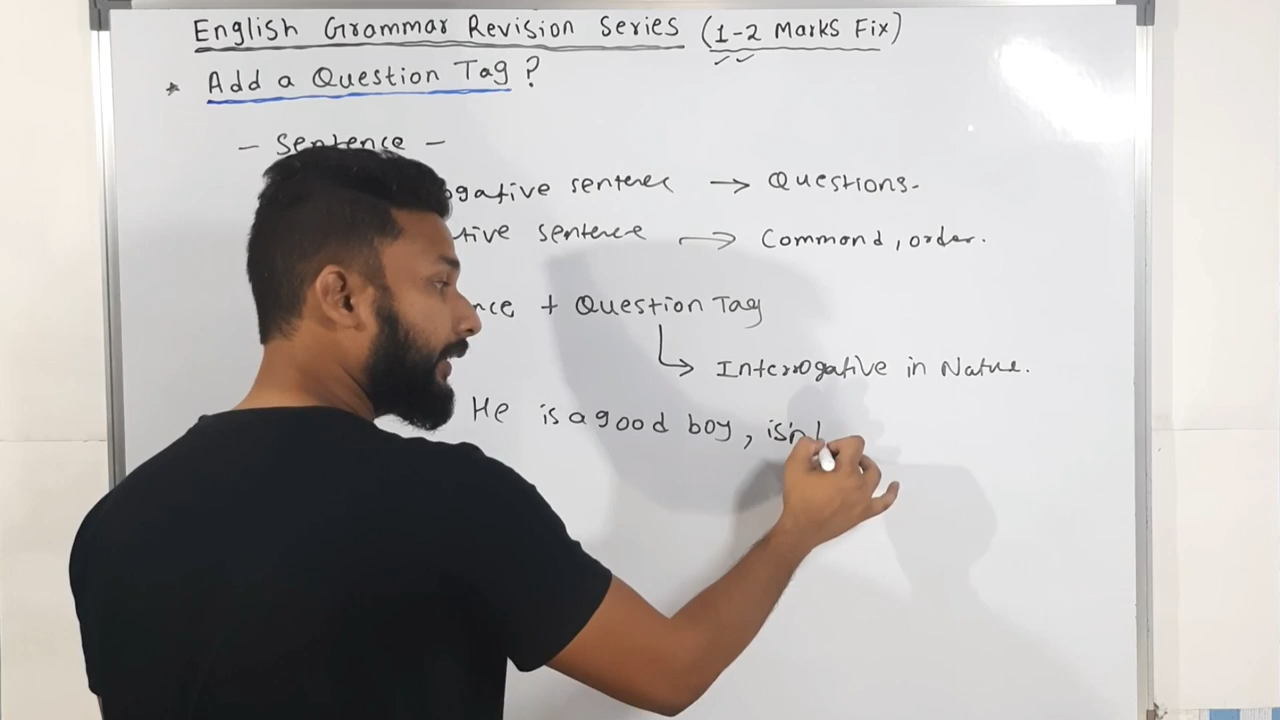 English Grammar Revision Series (1-2 Marks Fix)
* Add a Question Tag?
- Sentence -
ogative sentence → Questions.
tive sentence → Command, order.
nce + Question Tag
↳ Interrogative in Nature.
He is a good boy, isn'